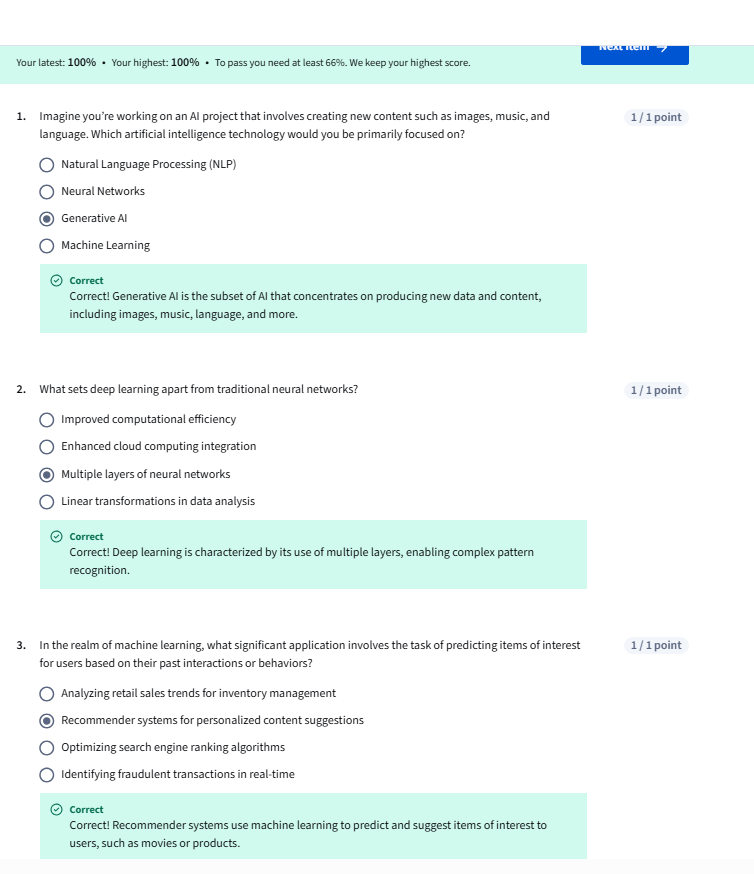 Next item →
Your latest: 100% • Your highest: 100% • To pass you need at least 66%. We keep your highest score.
1. Imagine you're working on an AI project that involves creating new content such as images, music, and
language. Which artificial intelligence technology would you be primarily focused on?
1 / 1 point
Natural Language Processing (NLP)
Neural Networks
Generative AI
Machine Learning
Correct
Correct! Generative AI is the subset of AI that concentrates on producing new data and content,
including images, music, language, and more.
2. What sets deep learning apart from traditional neural networks?
1 / 1 point
Improved computational efficiency
Enhanced cloud computing integration
Multiple layers of neural networks
Linear transformations in data analysis
Correct
Correct! Deep learning is characterized by its use of multiple layers, enabling complex pattern
recognition.
3. In the realm of machine learning, what significant application involves the task of predicting items of interest
for users based on their past interactions or behaviors?
1 / 1 point
Analyzing retail sales trends for inventory management
Recommender systems for personalized content suggestions
Optimizing search engine ranking algorithms
Identifying fraudulent transactions in real-time
Correct
Correct! Recommender systems use machine learning to predict and suggest items of interest to
users, such as movies or products.